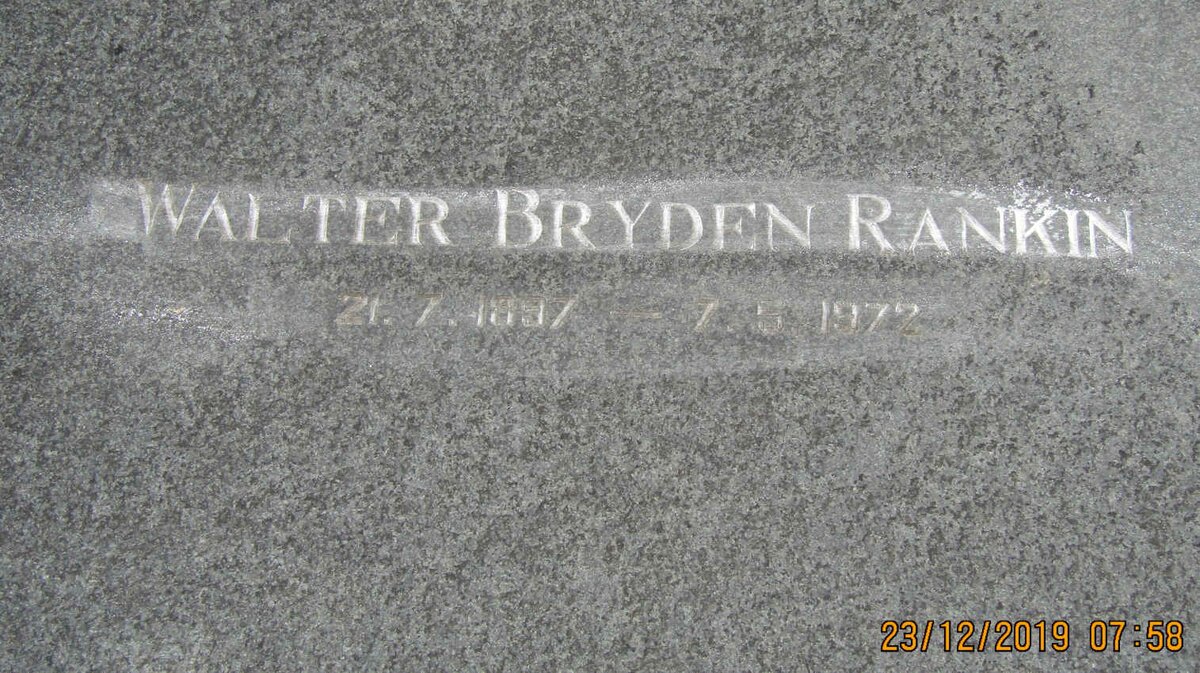 WALTER BRYDEN RANKIN
21. 7. 1897 — 7. 5. 1972
23/12/2019 07:58